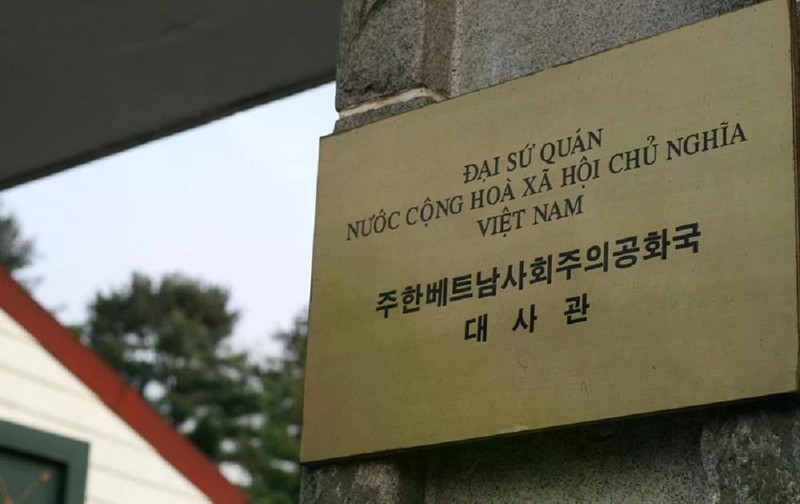 ĐẠI SỨ QUÁN
NƯỚC CỘNG HOÀ XÃ HỘI CHỦ NGHĨA
VIỆT NAM
주한베트남사회주의공화국
대 사 관